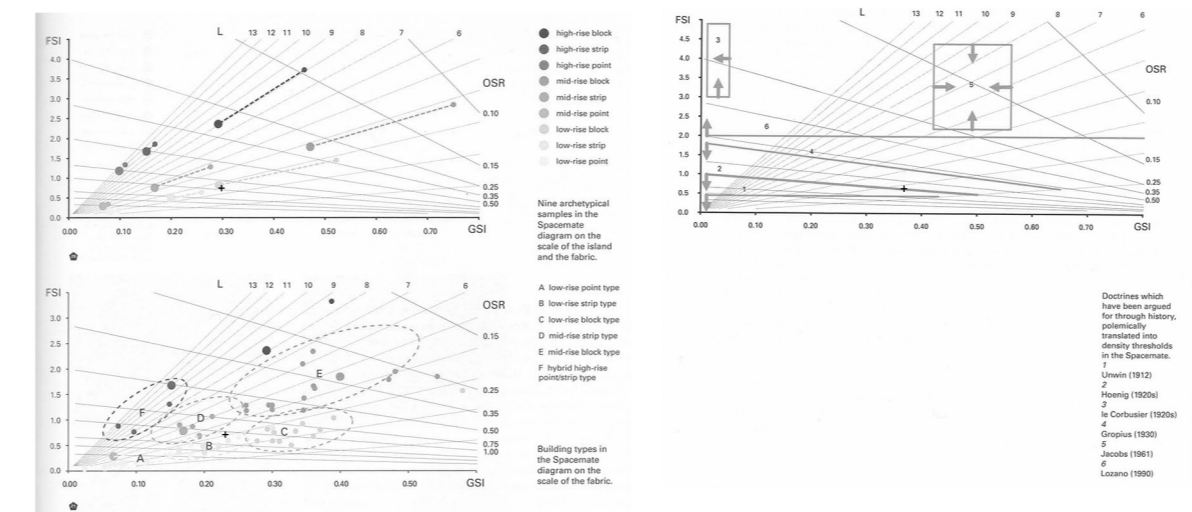 L 13 12 11 10 9 8 7 6
FSI
OSR
4.0
3.5
3.0
2.5
2.0
1.5
1.0
0.5
0.0
0.10
0.15
0.25
0.35
0.50
0.00 0.10 0.20 0.30 0.40 0.50 0.60 0.70
GSI
high-rise block
high-rise strip
high-rise point
mid-rise block
mid-rise strip
mid-rise point
low-rise block
low-rise strip
low-rise point
Nine archetypical
samples in the
Spacemate
diagram on the
scale of the island
and the fabric.
L 13 12 11 10 9 8 7 6
FSI
OSR
3.0
2.5
2.0
1.5
1.0
0.5
0.0
0.15
0.25
0.35
0.50
0.75
1.00
E
F
D
C
B
A
0.00 0.10 0.20 0.30 0.40 0.50
GSI
A low-rise point type
B low-rise strip type
C low-rise block type
D mid-rise strip type
E mid-rise block type
F hybrid high-rise
point/strip type
Building types in
the Spacemate
diagram on the
scale of the fabric.
L 13 12 11 10 9 8 7 6
FSI
OSR
4.5
4.0
3.5
3.0
2.5
2.0
1.5
1.0
0.5
0.0
3
5
6
4
2
1
0.10
0.15
0.25
0.35
0.50
0.00 0.10 0.20 0.30 0.40 0.50 0.60 0.70
GSI
Doctrines which
have been argued
for through history,
polemically
translated into
density thresholds
in the Spacemate.
1
Unwin (1912)
2
Hoenig (1920s)
3
le Corbusier (1920s)
4
Gropius (1930)
5
Jacobs (1961)
6
Lozano (1990)